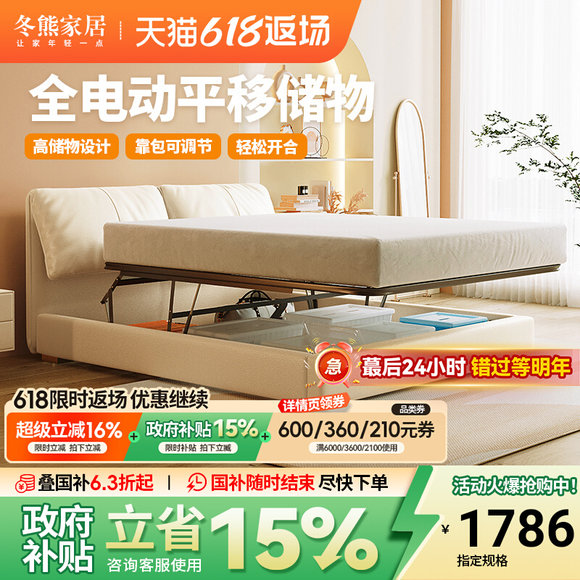 冬熊家居
让家年轻一点
天猫618返场
全电动平移储物
高储物设计 靠包可调节 轻松开合
急 最后24小时 错过等明年
618限时返场 优惠继续
超级立减16%
限时立减 拍下立减
+
政府补贴15%
限时补贴 拍下立减
+
详情页领券
品类券
600/360/210元券
满6000/3600/2100使用
叠国补6.3折起 国补随时结束 尽快下单
政府补贴
立省15%
咨询客服使用
活动火爆抢购中!
¥1786
指定规格